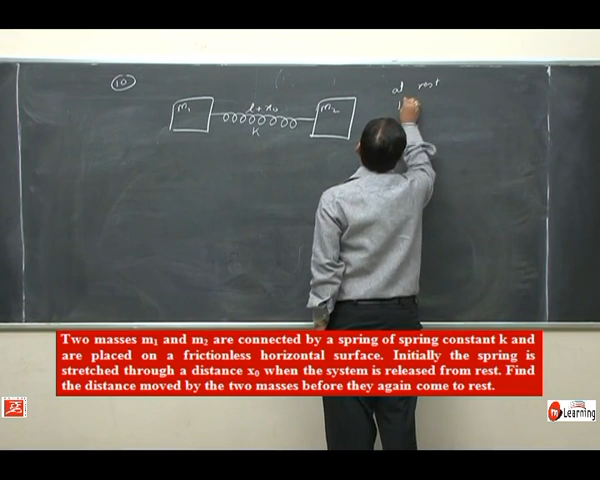 10
at rest
l + x₀
m₁
m₂
K
Two masses m₁ and m₂ are connected by a spring of spring constant k and
are placed on a frictionless horizontal surface. Initially the spring is
stretched through a distance x₀ when the system is released from rest. Find
the distance moved by the two masses before they again come to rest.
m Learning